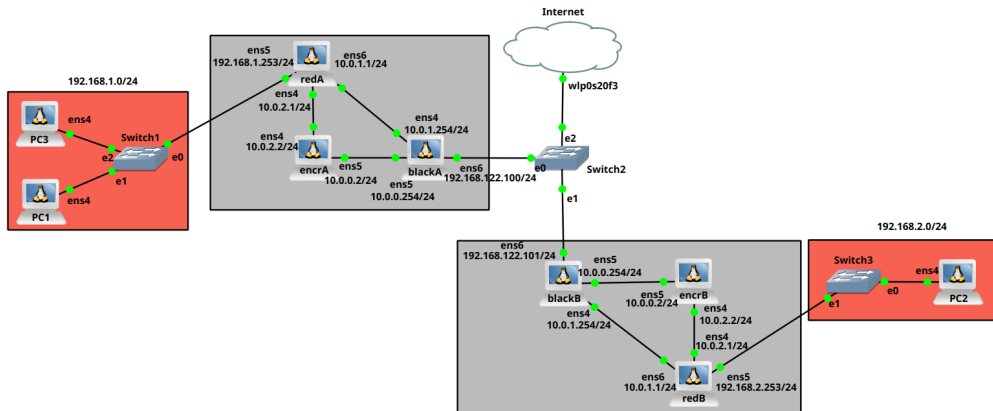 Internet
wlp0s20f3
e2
Switch2
e0
e1
192.168.1.0/24
ens4
PC3
Switch1
e2
e0
e1
ens4
PC1
ens5
192.168.1.253/24
ens6
10.0.1.1/24
redA
ens4
10.0.2.1/24
ens4
10.0.2.2/24
encrA
ens5
10.0.0.2/24
ens4
10.0.1.254/24
blackA
ens5
10.0.0.254/24
ens6
192.168.122.100/24
ens6
192.168.122.101/24
blackB
ens5
10.0.0.254/24
ens4
10.0.1.254/24
encrB
ens5
10.0.0.2/24
ens4
10.0.2.2/24
ens4
10.0.2.1/24
ens6
10.0.1.1/24
redB
ens5
192.168.2.253/24
192.168.2.0/24
Switch3
e1
e0
ens4
PC2